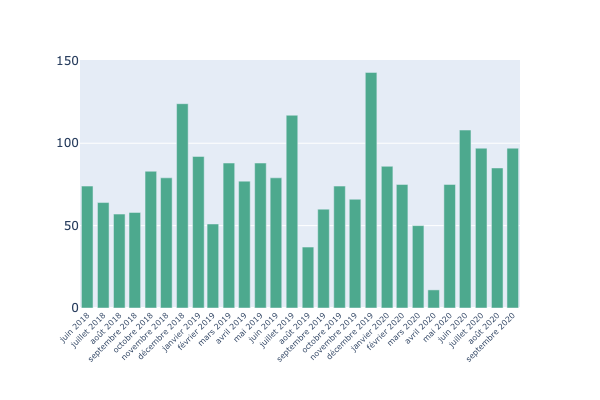 150
100
50
0
juin 2018
juillet 2018
août 2018
septembre 2018
octobre 2018
novembre 2018
décembre 2018
janvier 2019
février 2019
mars 2019
avril 2019
mai 2019
juin 2019
juillet 2019
août 2019
septembre 2019
octobre 2019
novembre 2019
décembre 2019
janvier 2020
février 2020
mars 2020
avril 2020
mai 2020
juin 2020
juillet 2020
août 2020
septembre 2020